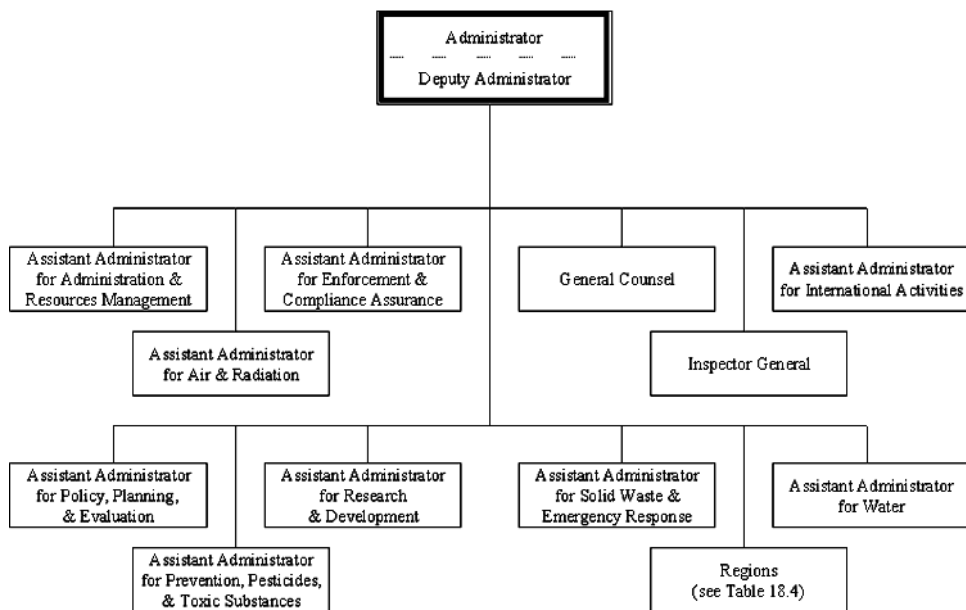 Administrator
Deputy Administrator
Assistant Administrator
for Administration &
Resources Management
Assistant Administrator
for Enforcement &
Compliance Assurance
General Counsel
Assistant Administrator
for International Activities
Assistant Administrator
for Air & Radiation
Inspector General
Assistant Administrator
for Policy, Planning,
& Evaluation
Assistant Administrator
for Research
& Development
Assistant Administrator
for Solid Waste &
Emergency Response
Assistant Administrator
for Water
Assistant Administrator
for Prevention, Pesticides,
& Toxic Substances
Regions
(see Table 18.4)